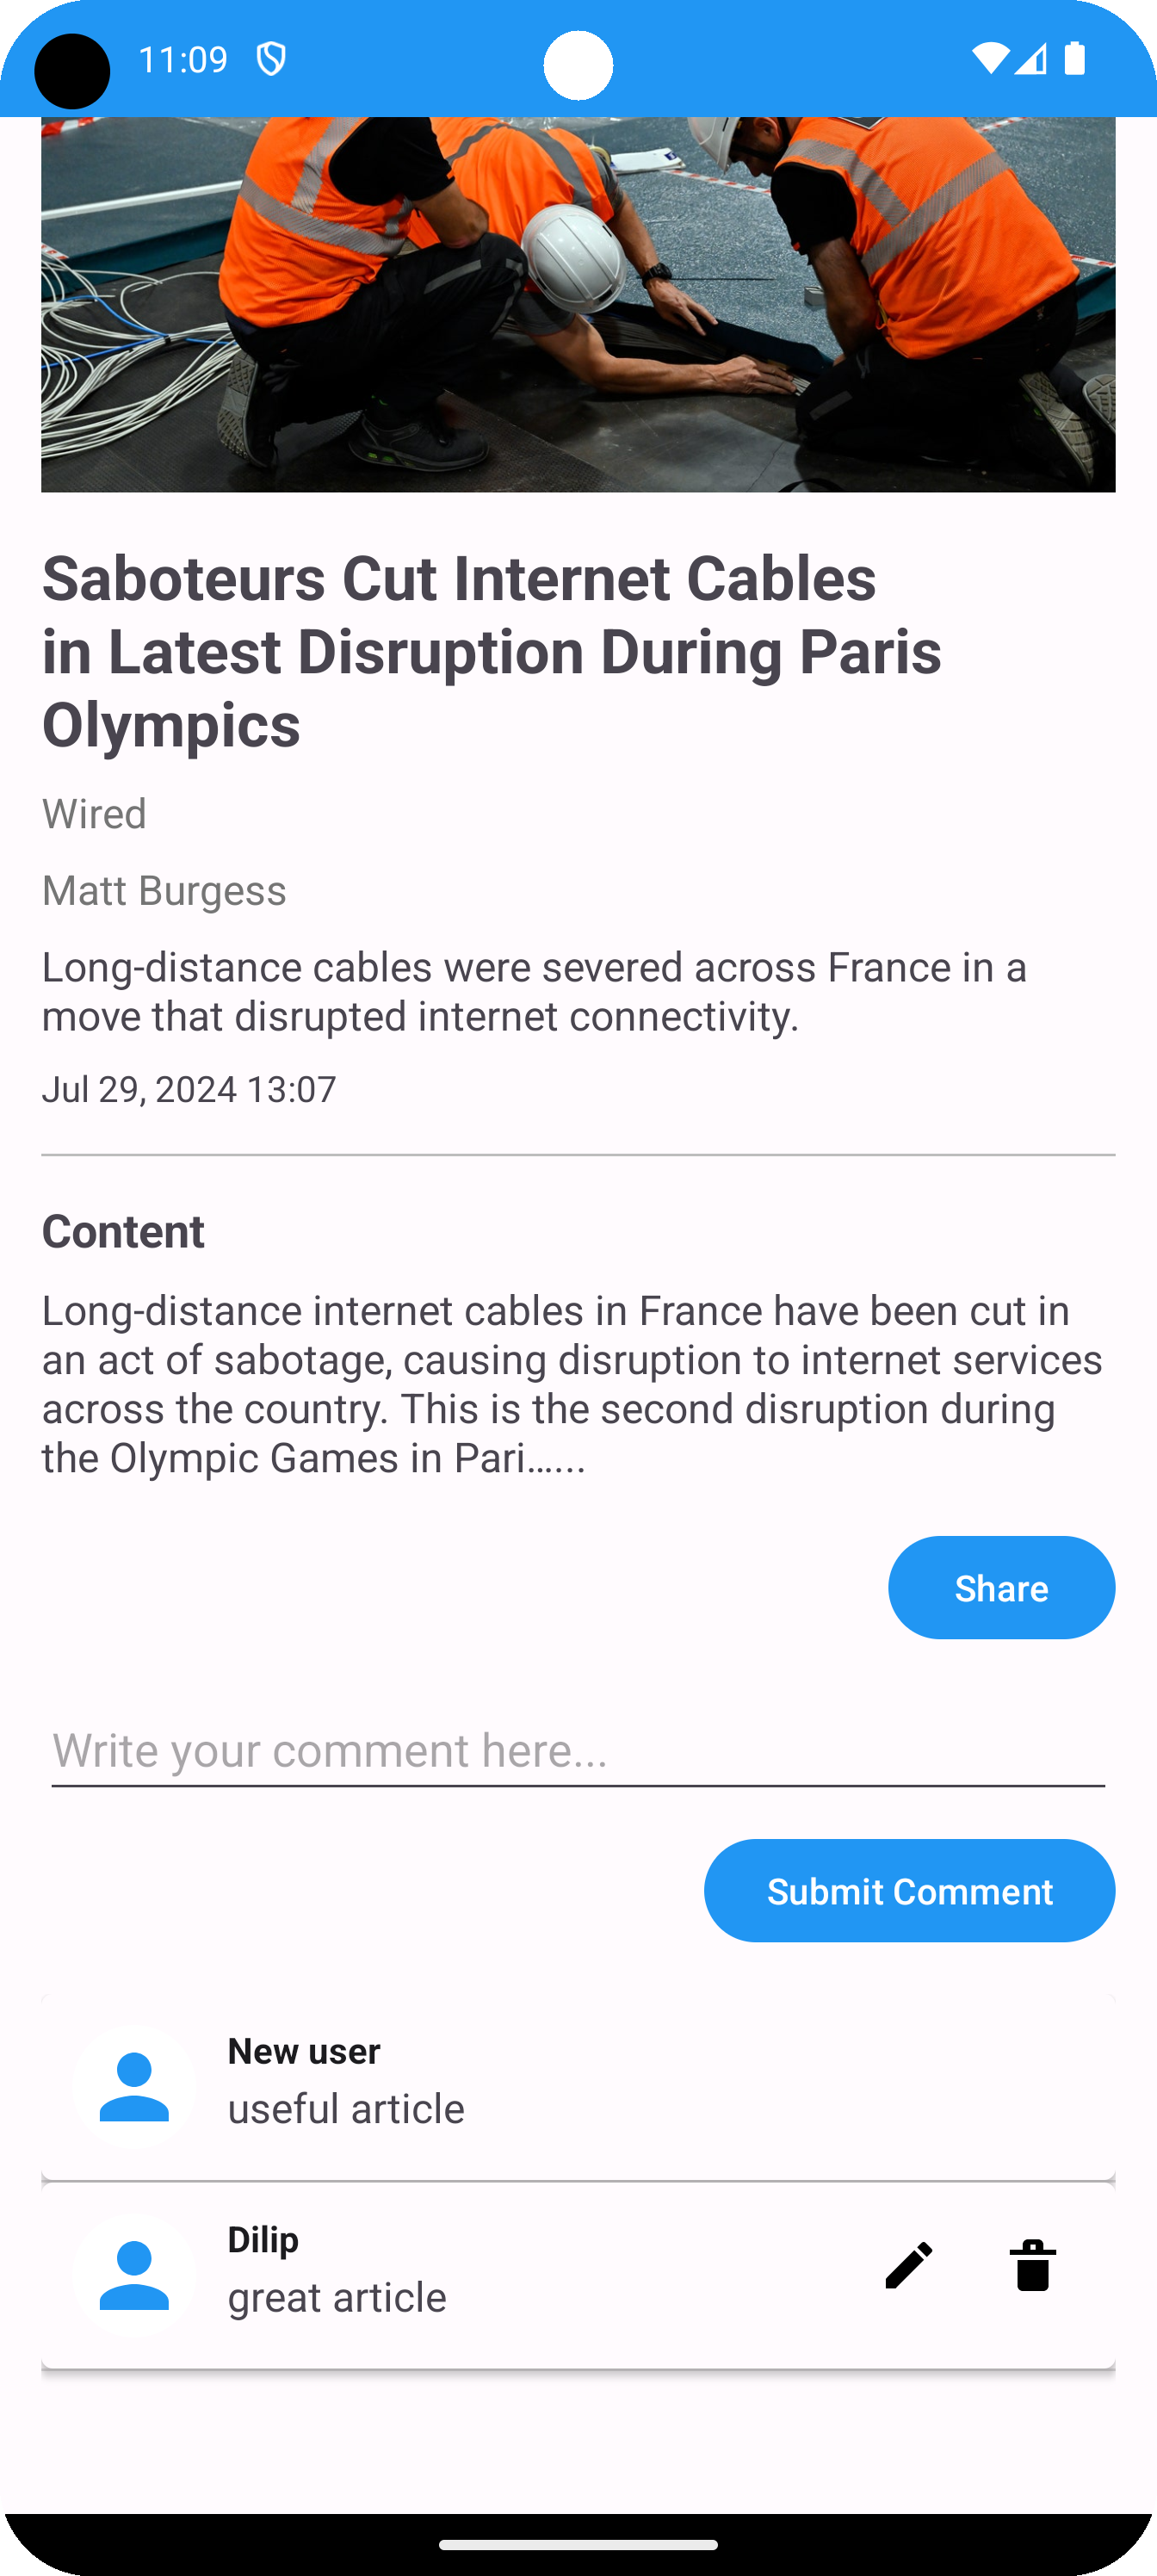 11:09
Saboteurs Cut Internet Cables
in Latest Disruption During Paris
Olympics
Wired
Matt Burgess
Long-distance cables were severed across France in a
move that disrupted internet connectivity.
Jul 29, 2024 13:07
Content
Long-distance internet cables in France have been cut in
an act of sabotage, causing disruption to internet services
across the country. This is the second disruption during
the Olympic Games in Pari…...
Share
Write your comment here...
Submit Comment
New user
useful article
Dilip
great article